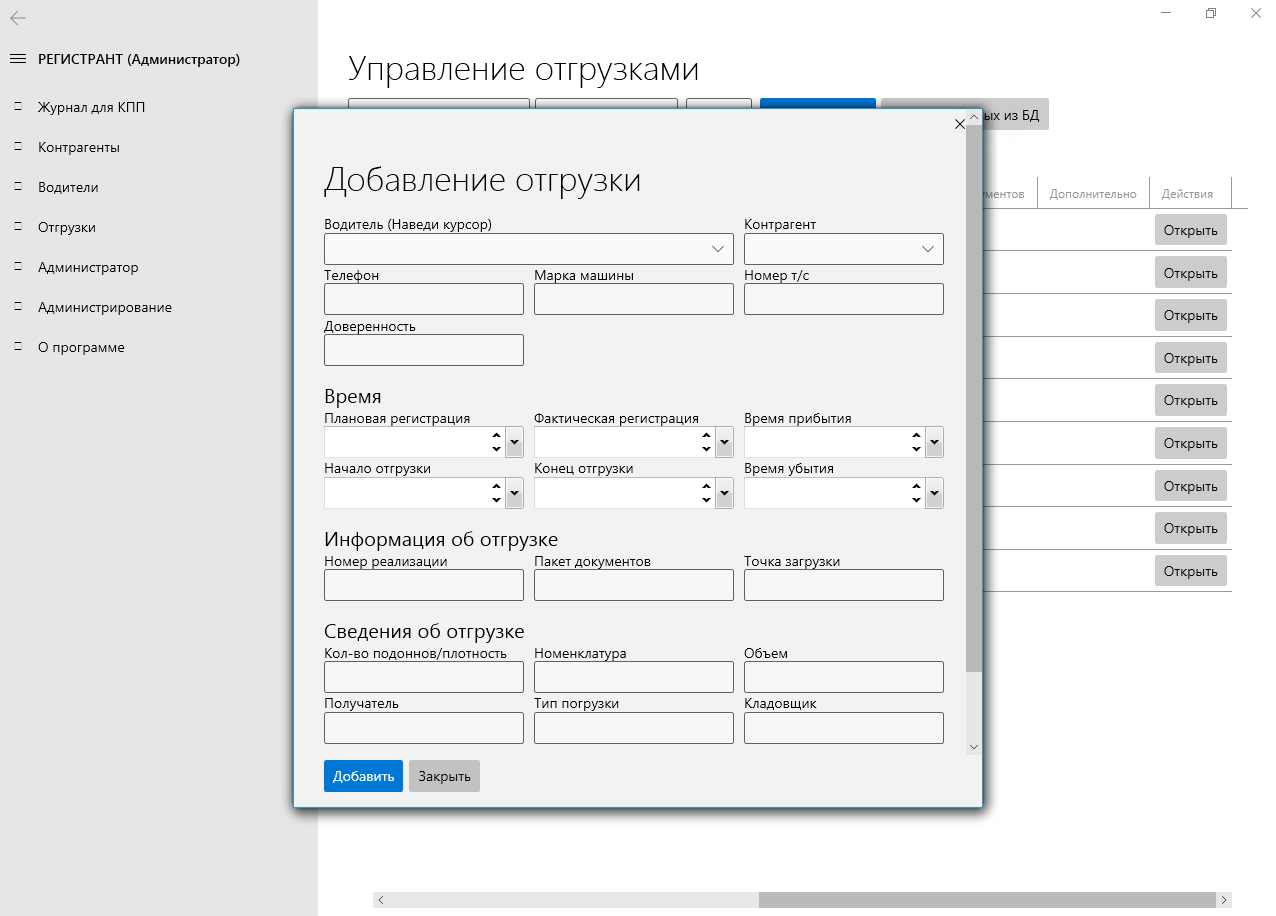 РЕГИСТРАНТ (Администратор)
Журнал для КПП
Контрагенты
Водители
Отгрузки
Администратор
Администрирование
О программе
Управление отгрузками
из БД
Дополнительно
Действия
Открыть
Открыть
Открыть
Открыть
Открыть
Открыть
Открыть
Открыть
Открыть
Добавление отгрузки
Водитель (Наведи курсор)
Контрагент
Телефон
Марка машины
Номер т/с
Доверенность
Время
Плановая регистрация
Фактическая регистрация
Время прибытия
Начало отгрузки
Конец отгрузки
Время убытия
Информация об отгрузке
Номер реализации
Пакет документов
Точка загрузки
Сведения об отгрузке
Кол-во подоннов/плотность
Номенклатура
Объем
Получатель
Тип погрузки
Кладовщик
Добавить
Закрыть